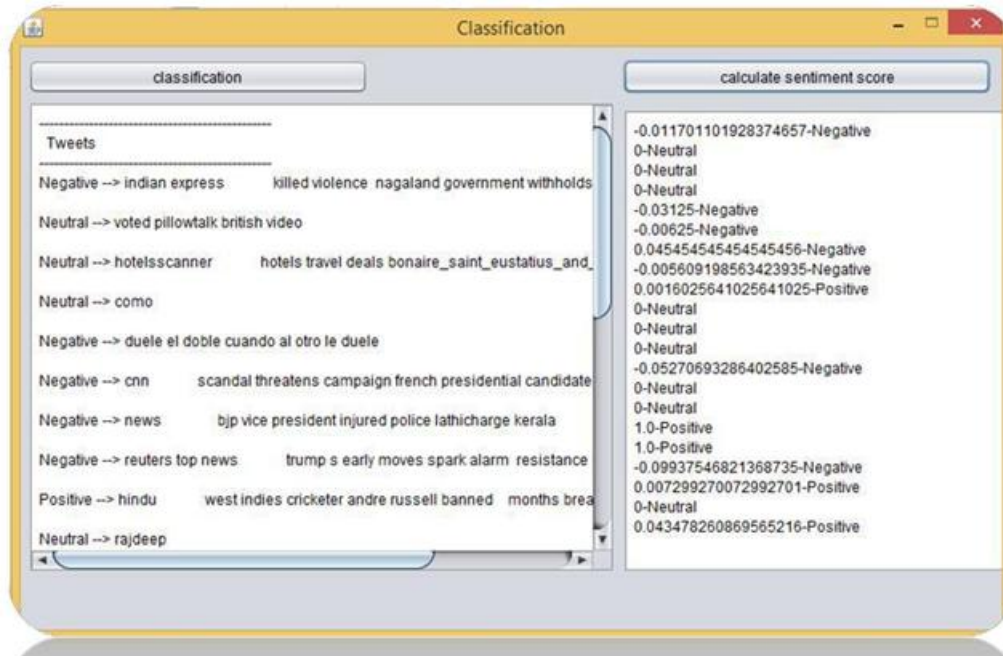 Classification
classification
calculate sentiment score
Tweets
Negative --> indian express killed violence nagaland government withholds
Neutral --> voted pillowtalk british video
Neutral --> hotelsscanner hotels travel deals bonaire_saint_eustatius_and_
Neutral --> como
Negative --> duele el doble cuando al otro le duele
Negative --> cnn scandal threatens campaign french presidential candidate
Negative --> news bjp vice president injured police lathicharge kerala
Negative --> reuters top news trump s early moves spark alarm resistance
Positive --> hindu west indies cricketer andre russell banned months brea
Neutral --> rajdeep
-0.011701101928374657-Negative
0-Neutral
0-Neutral
0-Neutral
-0.03125-Negative
-0.00625-Negative
0.045454545454545456-Negative
-0.005609198563423935-Negative
0.0016025641025641025-Positive
0-Neutral
0-Neutral
0-Neutral
-0.05270693286402585-Negative
0-Neutral
0-Neutral
1.0-Positive
1.0-Positive
-0.09937546821368735-Negative
0.007299270072992701-Positive
0-Neutral
0.043478260869565216-Positive